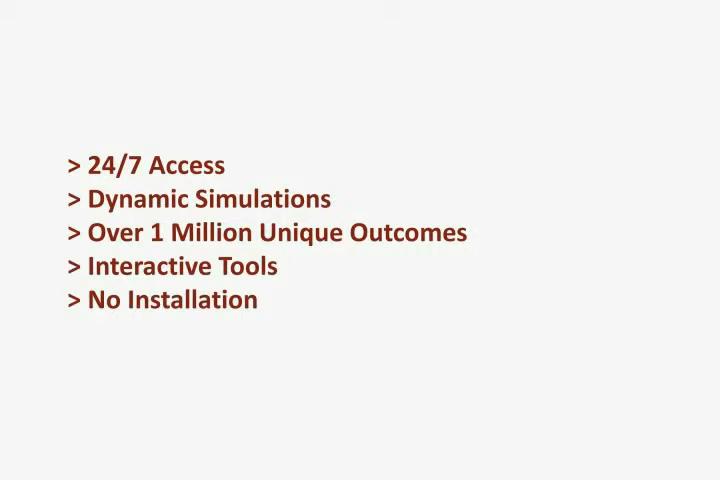 > 24/7 Access
> Dynamic Simulations
> Over 1 Million Unique Outcomes
> Interactive Tools
> No Installation